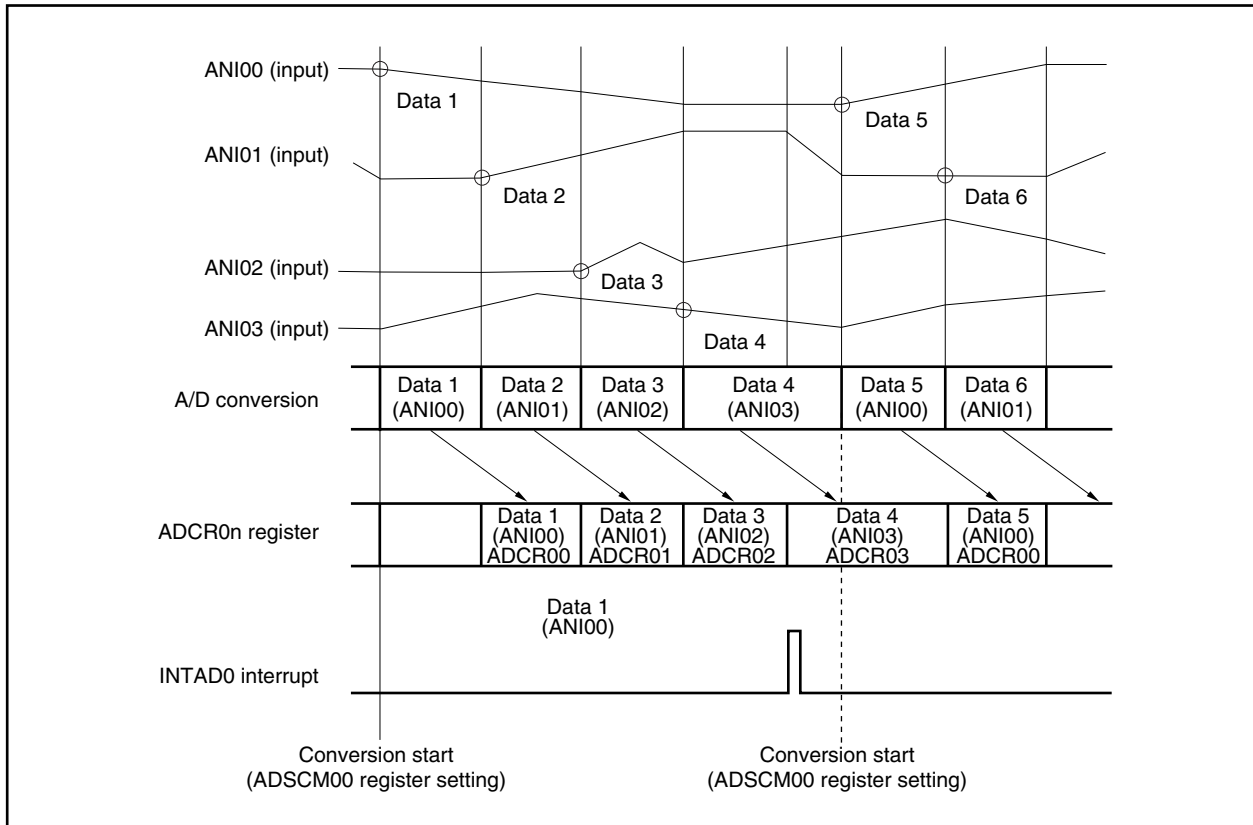 ANI00 (input)
Data 1
Data 5
ANI01 (input)
Data 2
Data 6
ANI02 (input)
Data 3
ANI03 (input)
Data 4
A/D conversion
Data 1
(ANI00)
Data 2
(ANI01)
Data 3
(ANI02)
Data 4
(ANI03)
Data 5
(ANI00)
Data 6
(ANI01)
ADCR0n register
Data 1
(ANI00)
ADCR00
Data 2
(ANI01)
ADCR01
Data 3
(ANI02)
ADCR02
Data 4
(ANI03)
ADCR03
Data 5
(ANI00)
ADCR00
Data 1
(ANI00)
INTAD0 interrupt
Conversion start
(ADSCM00 register setting)
Conversion start
(ADSCM00 register setting)